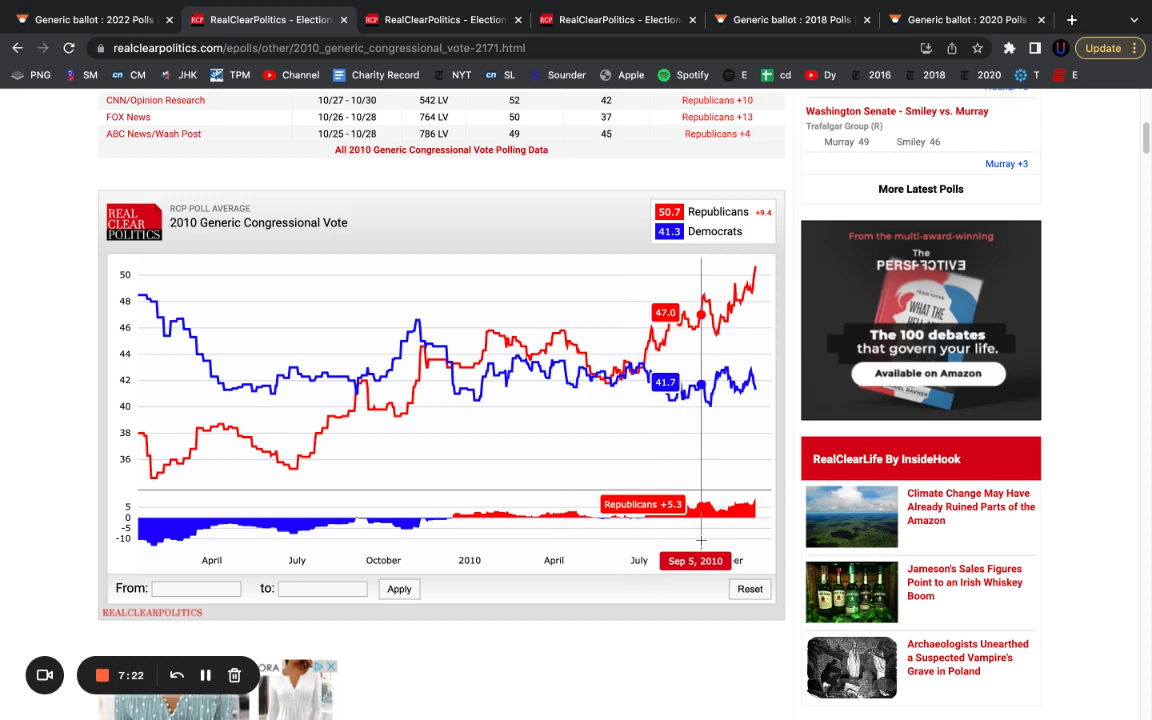 Generic ballot : 2022 Polls
RealClearPolitics - Election
RealClearPolitics - Election
RealClearPolitics - Election
Generic ballot : 2018 Polls
Generic ballot : 2020 Polls
realclearpolitics.com/epolls/other/2010_generic_congressional_vote-2171.html
Update
PNG SM CM JHK TPM Channel Charity Record NYT SL Sounder Apple Spotify E cd Dy 2016 2018 2020 T E
CNN/Opinion Research 10/27 - 10/30 542 LV 52 42 Republicans +10
FOX News 10/26 - 10/28 764 LV 50 37 Republicans +13
ABC News/Wash Post 10/25 - 10/28 786 LV 49 45 Republicans +4
All 2010 Generic Congressional Vote Polling Data
REAL
CLEAR
POLITICS
RCP POLL AVERAGE
2010 Generic Congressional Vote
50.7 Republicans +9.4
41.3 Democrats
50
48
46
44
42
40
38
36
47.0
41.7
5
0
-5
-10
Republicans +5.3
April July October 2010 April July Sep 5, 2010 er
From: to: Apply Reset
REALCLEARPOLITICS
7:22
Washington Senate - Smiley vs. Murray
Trafalgar Group (R)
Murray 49 Smiley 46
Murray +3
More Latest Polls
From the multi-award-winning
The
PERSPECTIVE
WHAT
THE
The 100 debates
that govern your life.
Available on Amazon
RealClearLife By InsideHook
Climate Change May Have
Already Ruined Parts of the
Amazon
Jameson's Sales Figures
Point to an Irish Whiskey
Boom
Archaeologists Unearthed
a Suspected Vampire's
Grave in Poland